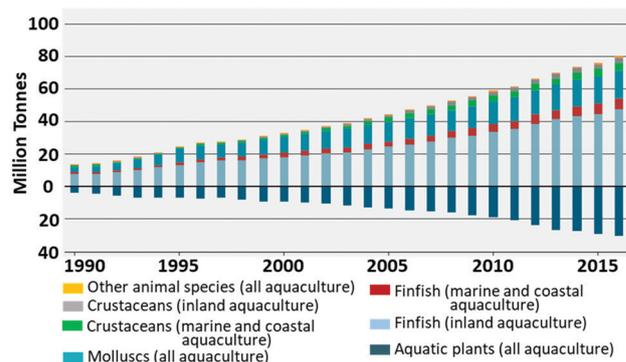 Million Tonnes
100
80
60
40
20
0
20
40
1990 1995 2000 2005 2010 2015
Other animal species (all aquaculture)
Crustaceans (inland aquaculture)
Crustaceans (marine and coastal
aquaculture)
Molluscs (all aquaculture)
Finfish (marine and coastal
aquaculture)
Finfish (inland aquaculture)
Aquatic plants (all aquaculture)